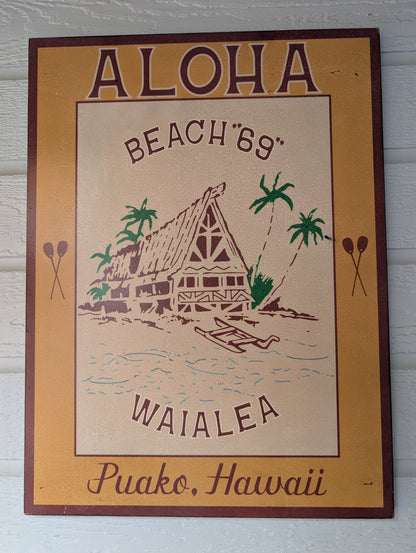 ALOHA
BEACH "69"
WAIALEA
Puako, Hawaii